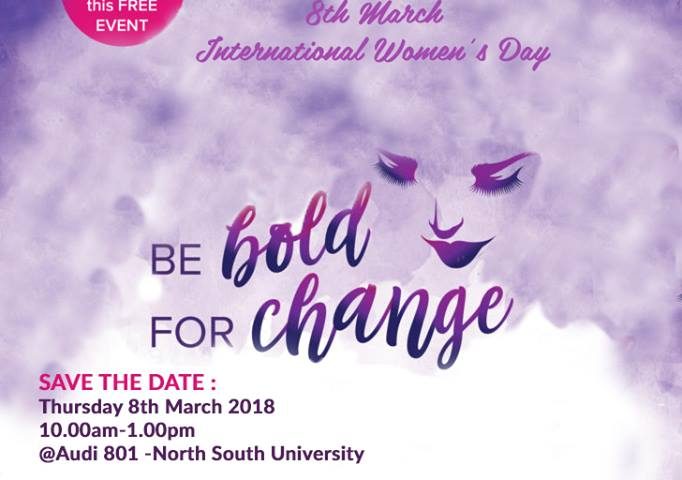 this FREE
EVENT
8th March
International Women's Day
BE bold
FOR change
SAVE THE DATE :
Thursday 8th March 2018
10.00am-1.00pm
@Audi 801 -North South University